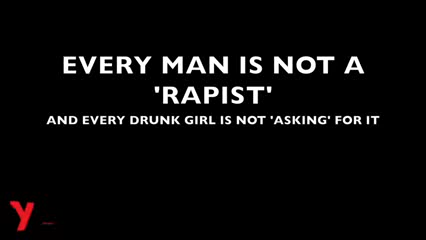 EVERY MAN IS NOT A
'RAPIST'
AND EVERY DRUNK GIRL IS NOT 'ASKING' FOR IT
Y